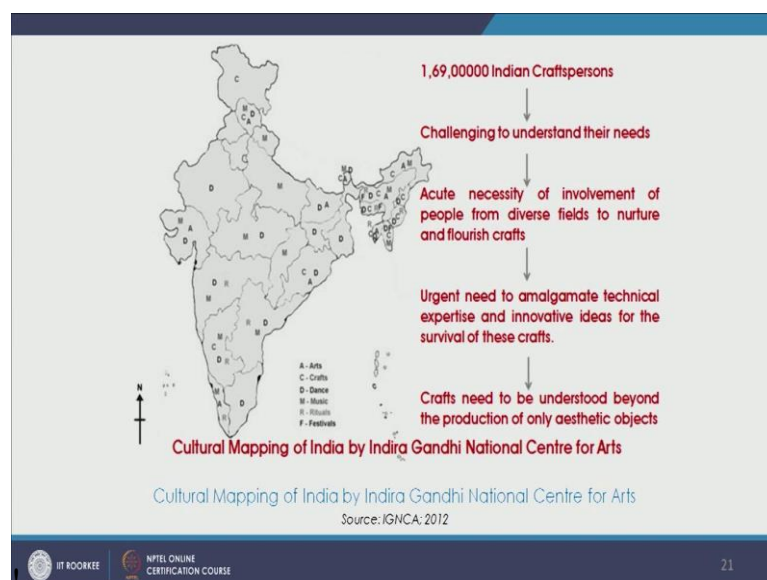 1,69,00000 Indian Craftspersons
Challenging to understand their needs
Acute necessity of involvement of
people from diverse fields to nurture
and flourish crafts
Urgent need to amalgamate technical
expertise and innovative ideas for the
survival of these crafts.
Crafts need to be understood beyond
the production of only aesthetic objects
C
M
C D
A
M
C
D
M
D A
M
A
D R
M D
D
D
M
C D
A
D R
M
R D
M
M
C
D R
M
A
R
D
N
A - Arts
C - Crafts
D - Dance
M - Music
R - Rituals
F - Festivals
Cultural Mapping of India by Indira Gandhi National Centre for Arts
Cultural Mapping of India by Indira Gandhi National Centre for Arts
Source: IGNCA; 2012
IIT ROORKEE
NPTEL ONLINE
CERTIFICATION COURSE
21